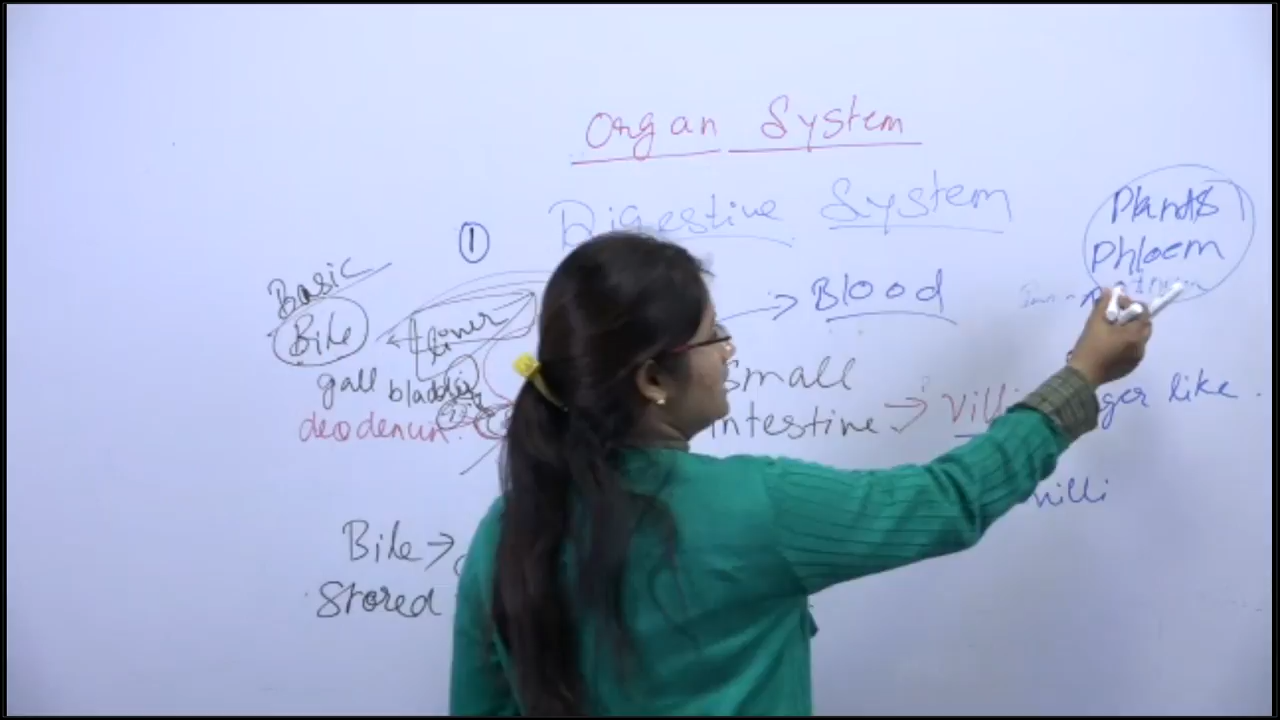 Organ System
① Digestive System
Plants
Phloem
Basic
Bile
liver
→ Blood
gall bladder
Small
intestine → Villi
ger like.
deodenum.
villi
Bile →
Stored